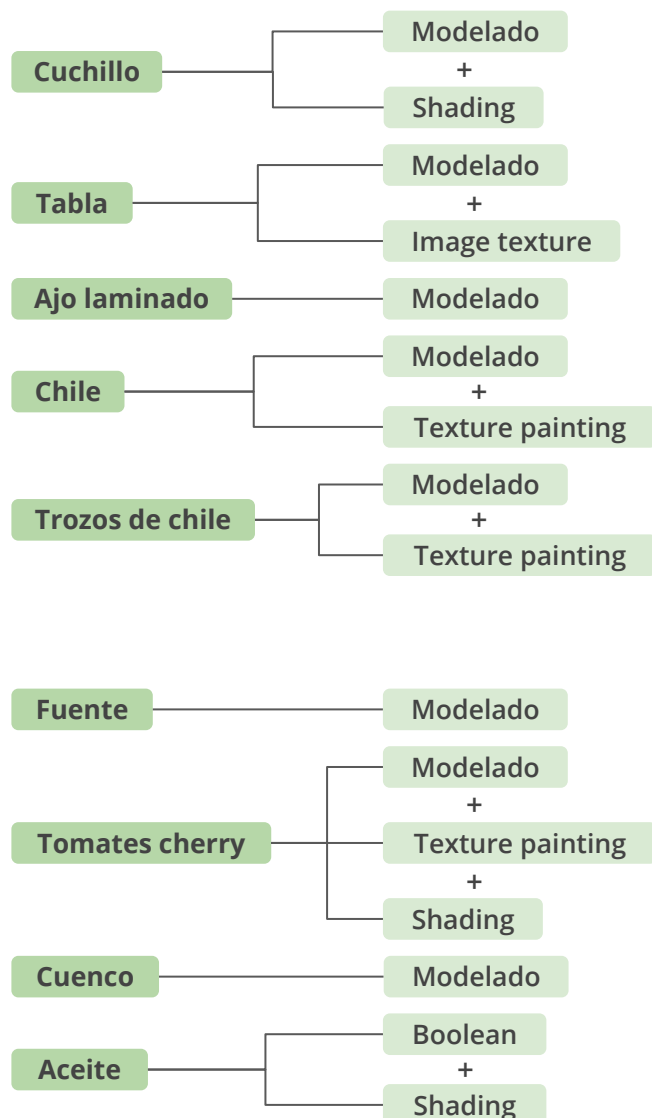 Cuchillo
Modelado
+
Shading
Tabla
Modelado
+
Image texture
Ajo laminado
Modelado
Chile
Modelado
+
Texture painting
Trozos de chile
Modelado
+
Texture painting
Fuente
Modelado
Tomates cherry
Modelado
+
Texture painting
+
Shading
Cuenco
Modelado
Aceite
Boolean
+
Shading